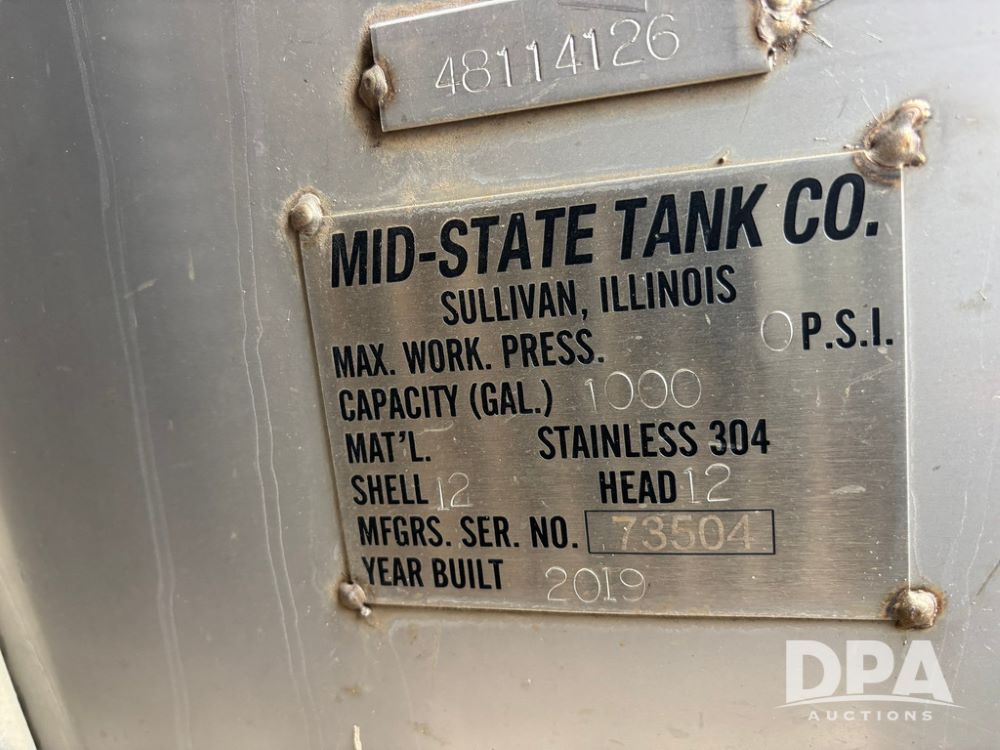 48114126
MID-STATE TANK CO.
SULLIVAN, ILLINOIS
MAX. WORK. PRESS. 0 P.S.I.
CAPACITY (GAL.) 1000
MAT'L. STAINLESS 304
SHELL 12 HEAD 12
MFGRS. SER. NO. 73504
YEAR BUILT 2019
DPA
AUCTIONS